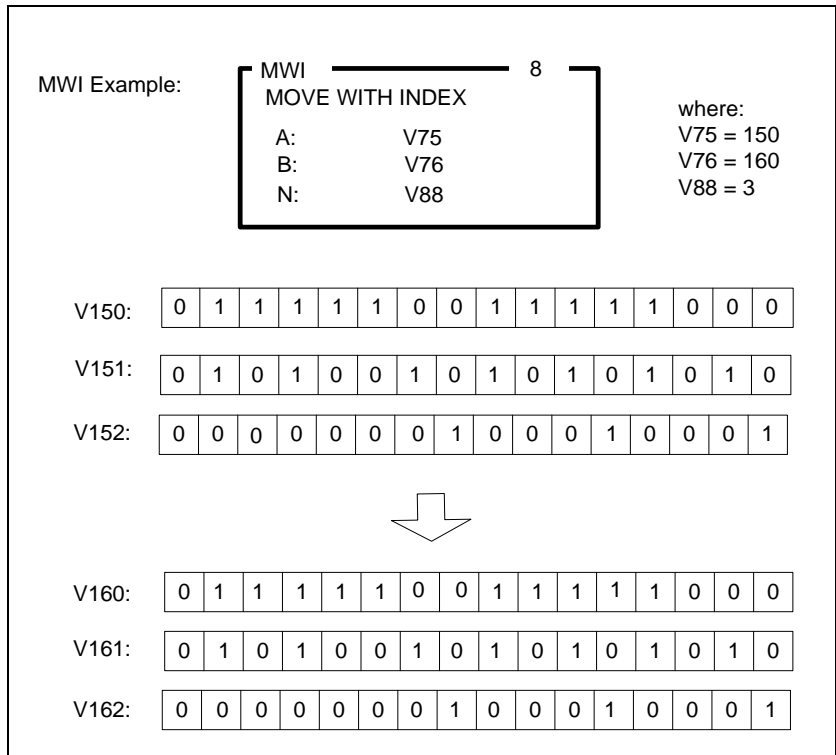 MWI 8
MWI Example:
MOVE WITH INDEX
where:
A: V75
V75 = 150
B: V76
V76 = 160
N: V88
V88 = 3
V150: 0 1 1 1 1 1 0 0 1 1 1 1 1 0 0 0
V151: 0 1 0 1 0 0 1 0 1 0 1 0 1 0 1 0
V152: 0 0 0 0 0 0 0 1 0 0 0 1 0 0 0 1
V160: 0 1 1 1 1 1 0 0 1 1 1 1 1 0 0 0
V161: 0 1 0 1 0 0 1 0 1 0 1 0 1 0 1 0
V162: 0 0 0 0 0 0 0 1 0 0 0 1 0 0 0 1